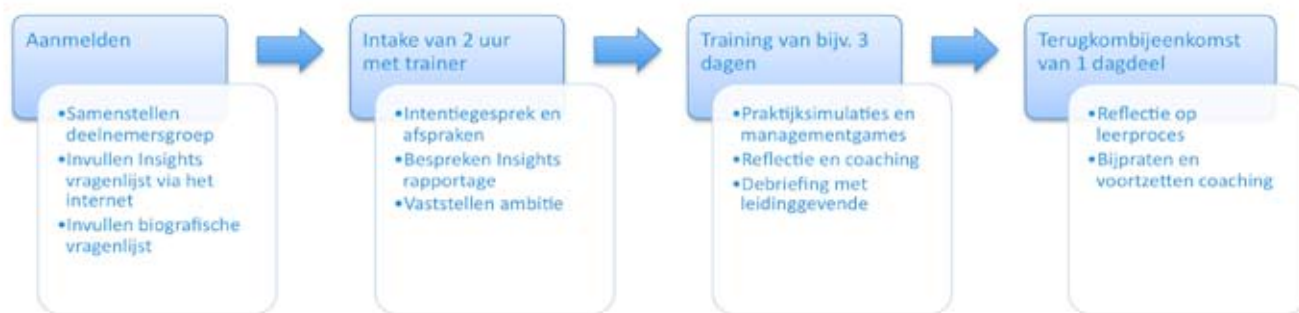 Aanmelden
•Samenstellen
deelnemersgroep
•Invullen Insights
vragenlijst via het
internet
•Invullen biografische
vragenlijst
Intake van 2 uur
met trainer
•Intentiegesprek en
afspraken
•Bespreken Insights
rapportage
•Vaststellen ambitie
Training van bijv. 3
dagen
•Praktijksimulaties en
managementgames
•Reflectie en coaching
•Debriefing met
leidinggevende
Terugkombijeenkomst
van 1 dagdeel
•Reflectie op
leerproces
•Bijpraten en
voortzetten coaching